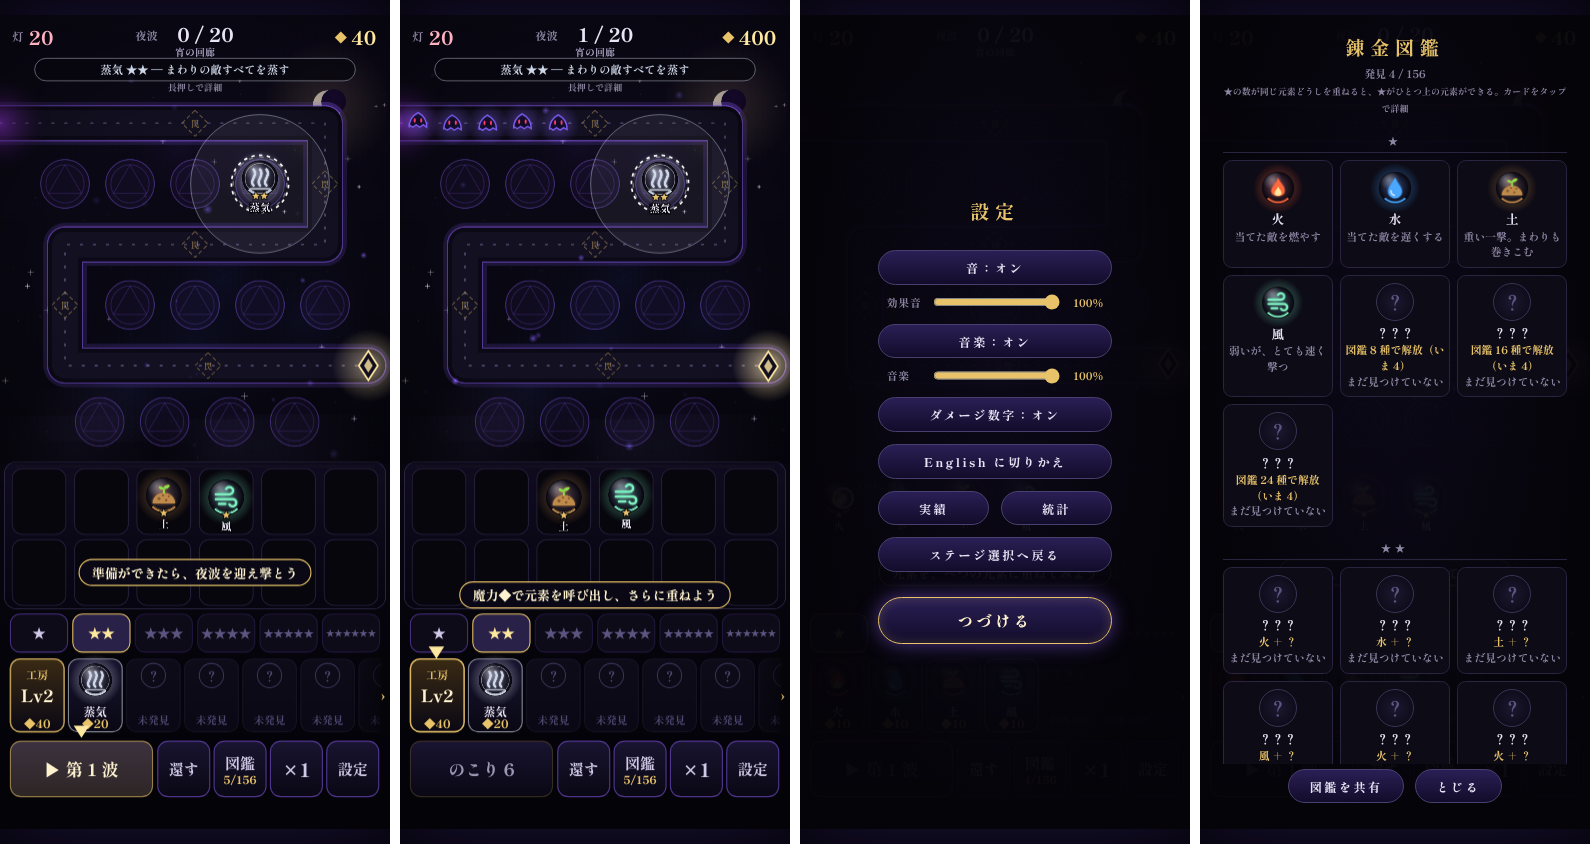 灯 20
夜波 0 / 20
◆ 40
宵の回廊
蒸気 ★★ — まわりの敵すべてを蒸す
長押しで詳細
罠
蒸気
罠
罠
罠
罠
土
風
準備ができたら、夜波を迎え撃とう
★
★★
★★★
★★★★
★★★★★
★★★★★★
工房
Lv2
◆40
蒸気
◆20
?
未発見
?
未発見
?
未発見
?
未発見
▶ 第 1 波
還す
図鑑
5/156
×1
設定
灯 20
夜波 1 / 20
◆ 400
宵の回廊
蒸気 ★★ — まわりの敵すべてを蒸す
長押しで詳細
罠
蒸気
罠
罠
罠
罠
土
風
魔力◆で元素を呼び出し、さらに重ねよう
★
★★
★★★
★★★★
★★★★★
★★★★★★
工房
Lv2
◆40
蒸気
◆20
?
未発見
?
未発見
?
未発見
?
未発見
のこり 6
還す
図鑑
5/156
×1
設定
設定
音：オン
効果音 100%
音楽：オン
音楽 100%
ダメージ数字：オン
English に切りかえ
実績
統計
ステージ選択へ戻る
つづける
錬金図鑑
発見 4 / 156
★の数が同じ元素どうしを重ねると、★がひとつ上の元素ができる。カードをタップ
で詳細
★
火
当てた敵を燃やす
水
当てた敵を遅くする
土
重い一撃。まわりも
巻きこむ
風
弱いが、とても速く
撃つ
?
？？？
図鑑 8 種で解放（い
ま 4）
まだ見つけていない
?
？？？
図鑑 16 種で解放
（いま 4）
まだ見つけていない
?
？？？
図鑑 24 種で解放
（いま 4）
まだ見つけていない
★★
?
？？？
火 + ？
まだ見つけていない
?
？？？
水 + ？
まだ見つけていない
?
？？？
土 + ？
まだ見つけていない
?
？？？
風 + ？
?
？？？
火 + ？
?
？？？
火 + ？
図鑑を共有
とじる